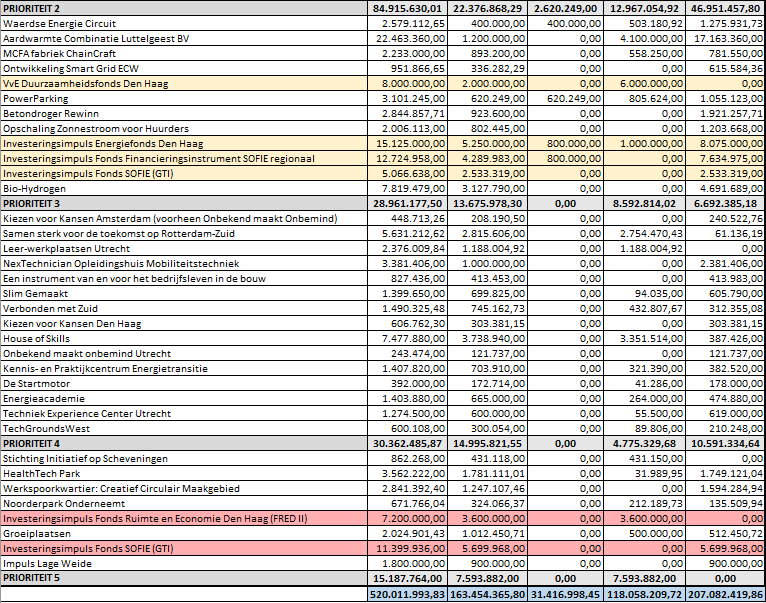 PRIORITEIT 2 84.915.630,01 22.376.868,29 2.620.249,00 12.967.054,92 46.951.457,80
Waerdse Energie Circuit 2.579.112,65 400.000,00 400.000,00 503.180,92 1.275.931,73
Aardwarmte Combinatie Luttelgeest BV 22.463.360,00 1.200.000,00 0,00 4.100.000,00 17.163.360,00
MCFA fabriek ChainCraft 2.233.000,00 893.200,00 0,00 558.250,00 781.550,00
Ontwikkeling Smart Grid ECW 951.866,65 336.282,29 0,00 0,00 615.584,36
VvE Duurzaamheidsfonds Den Haag 8.000.000,00 2.000.000,00 0,00 6.000.000,00 0,00
PowerParking 3.101.245,00 620.249,00 620.249,00 805.624,00 1.055.123,00
Betondroger Rewinn 2.844.857,71 923.600,00 0,00 0,00 1.921.257,71
Opschaling Zonnestroom voor Huurders 2.006.113,00 802.445,00 0,00 0,00 1.203.668,00
Investeringsimpuls Energiefonds Den Haag 15.125.000,00 5.250.000,00 800.000,00 1.000.000,00 8.075.000,00
Investeringsimpuls Fonds Financieringsinstrument SOFIE regionaal 12.724.958,00 4.289.983,00 800.000,00 0,00 7.634.975,00
Investeringsimpuls Fonds SOFIE (GTI) 5.066.638,00 2.533.319,00 0,00 0,00 2.533.319,00
Bio-Hydrogen 7.819.479,00 3.127.790,00 0,00 0,00 4.691.689,00
PRIORITEIT 3 28.961.177,50 13.675.978,30 0,00 8.592.814,02 6.692.385,18
Kiezen voor Kansen Amsterdam (voorheen Onbekend maakt Onbemind) 448.713,26 208.190,50 0,00 0,00 240.522,76
Samen sterk voor de toekomst op Rotterdam-Zuid 5.631.212,62 2.815.606,00 0,00 2.754.470,43 61.136,19
Leer-werkplaatsen Utrecht 2.376.009,84 1.188.004,92 0,00 1.188.004,92 0,00
NexTechnician Opleidingshuis Mobiliteitstechniek 3.381.406,00 1.000.000,00 0,00 0,00 2.381.406,00
Een instrument van en voor het bedrijfsleven in de bouw 827.436,00 413.453,00 0,00 0,00 413.983,00
Slim Gemaakt 1.399.650,00 699.825,00 0,00 94.035,00 605.790,00
Verbonden met Zuid 1.490.325,48 745.162,73 0,00 432.807,67 312.355,08
Kiezen voor Kansen Den Haag 606.762,30 303.381,15 0,00 0,00 303.381,15
House of Skills 7.477.880,00 3.738.940,00 0,00 3.351.514,00 387.426,00
Onbekend maakt onbemind Utrecht 243.474,00 121.737,00 0,00 0,00 121.737,00
Kennis- en Praktijkcentrum Energietransitie 1.407.820,00 703.910,00 0,00 321.390,00 382.520,00
De Startmotor 392.000,00 172.714,00 0,00 41.286,00 178.000,00
Energieacademie 1.403.880,00 665.000,00 0,00 264.000,00 474.880,00
Techniek Experience Center Utrecht 1.274.500,00 600.000,00 0,00 55.500,00 619.000,00
TechGroundsWest 600.108,00 300.054,00 0,00 89.806,00 210.248,00
PRIORITEIT 4 30.362.485,87 14.995.821,55 0,00 4.775.329,68 10.591.334,64
Stichting Initiatief op Scheveningen 862.268,00 431.118,00 0,00 431.150,00 0,00
HealthTech Park 3.562.222,00 1.781.111,01 0,00 31.989,95 1.749.121,04
Werkspoorkwartier: Creatief Circulair Maakgebied 2.841.392,40 1.247.107,46 0,00 0,00 1.594.284,94
Noorderpark Onderneemt 671.766,04 324.066,37 0,00 212.189,73 135.509,94
Investeringsimpuls Fonds Ruimte en Economie Den Haag (FRED II) 7.200.000,00 3.600.000,00 0,00 3.600.000,00 0,00
Groeiplaatsen 2.024.901,43 1.012.450,71 0,00 500.000,00 512.450,72
Investeringsimpuls Fonds SOFIE (GTI) 11.399.936,00 5.699.968,00 0,00 0,00 5.699.968,00
Impuls Lage Weide 1.800.000,00 900.000,00 0,00 0,00 900.000,00
PRIORITEIT 5 15.187.764,00 7.593.882,00 0,00 7.593.882,00 0,00
520.011.993,83 163.454.365,80 31.416.998,45 118.058.209,72 207.082.419,86